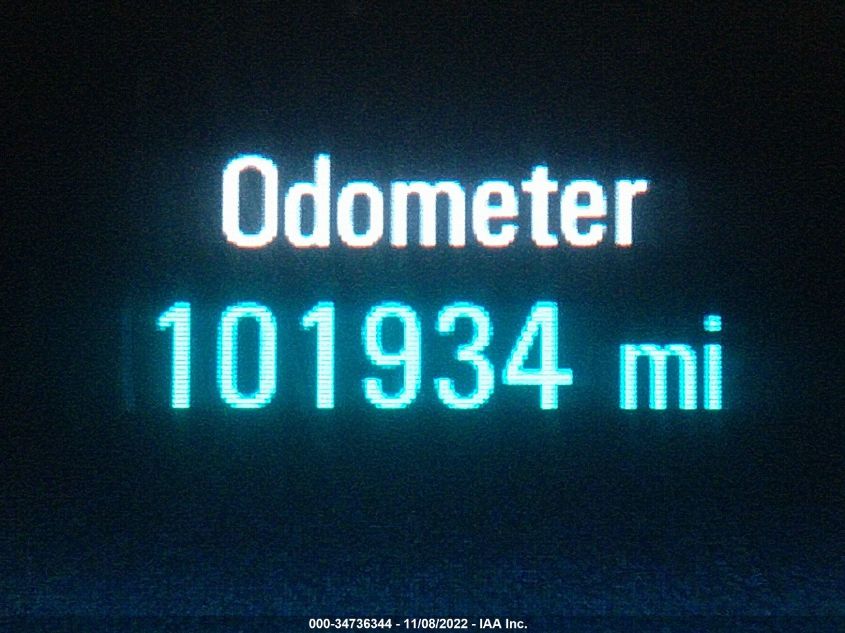 Odometer
101934 mi
000-34736344 - 11/08/2022 - IAA Inc.